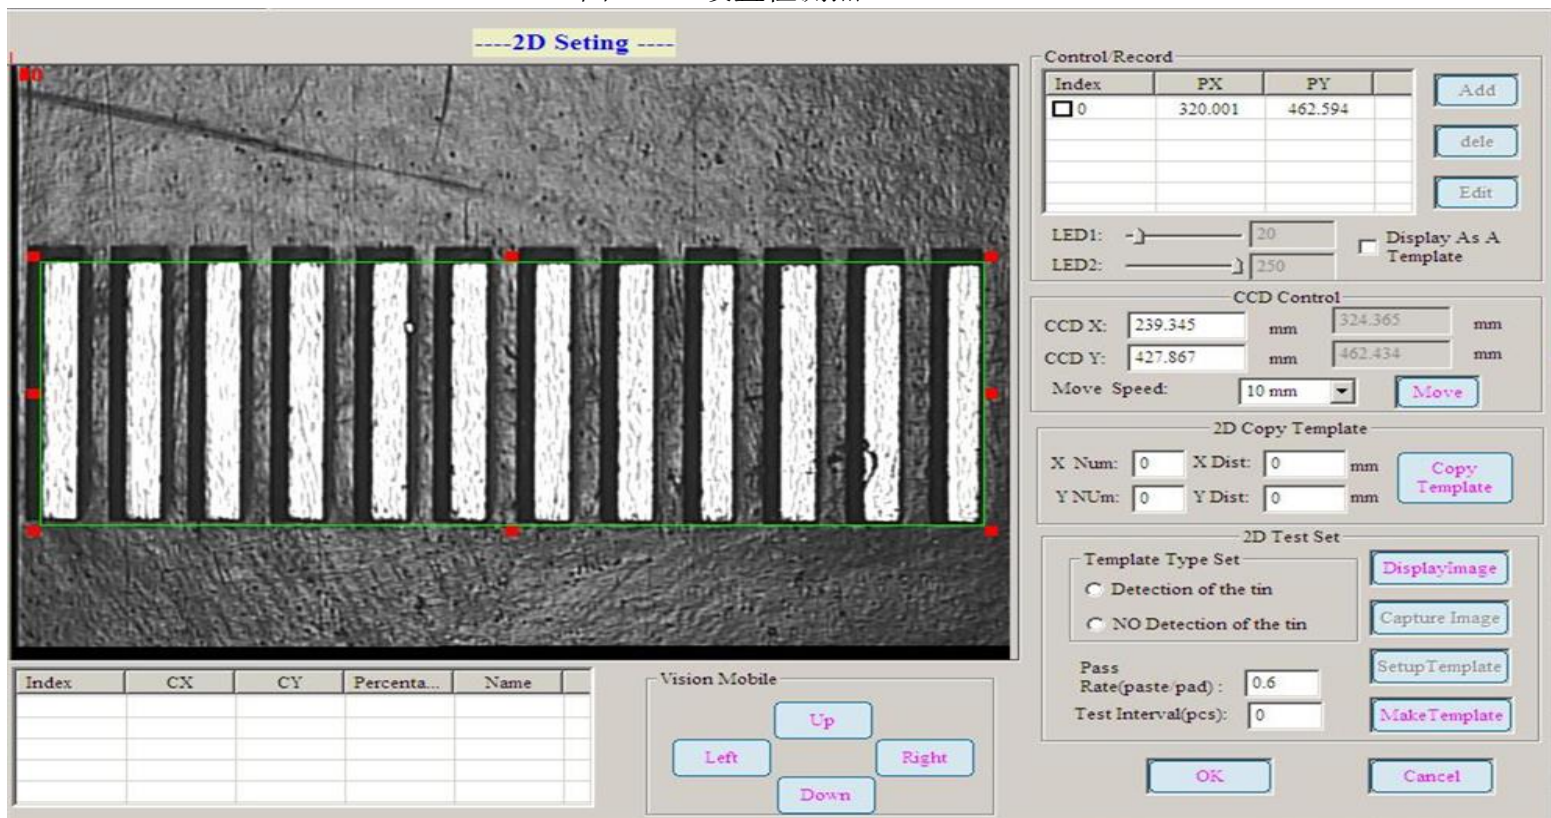 ----2D Seting ----
0
Control/Record
Index PX PY
0 320.001 462.594
Add
dele
Edit
LED1: 20
LED2: 250
Display As A
Template
CCD Control
CCD X: 239.345 mm 324.365 mm
CCD Y: 427.867 mm 462.434 mm
Move Speed: 10 mm Move
2D Copy Template
X Num: 0 X Dist: 0 mm
Y NUm: 0 Y Dist: 0 mm
Copy
Template
2D Test Set
Template Type Set
Detection of the tin
NO Detection of the tin
DisplayImage
Capture Image
SetupTemplate
MakeTemplate
Pass
Rate(paste/pad) : 0.6
Test Interval(pcs): 0
OK Cancel
Index CX CY Percenta... Name
Vision Mobile
Up
Left Right
Down